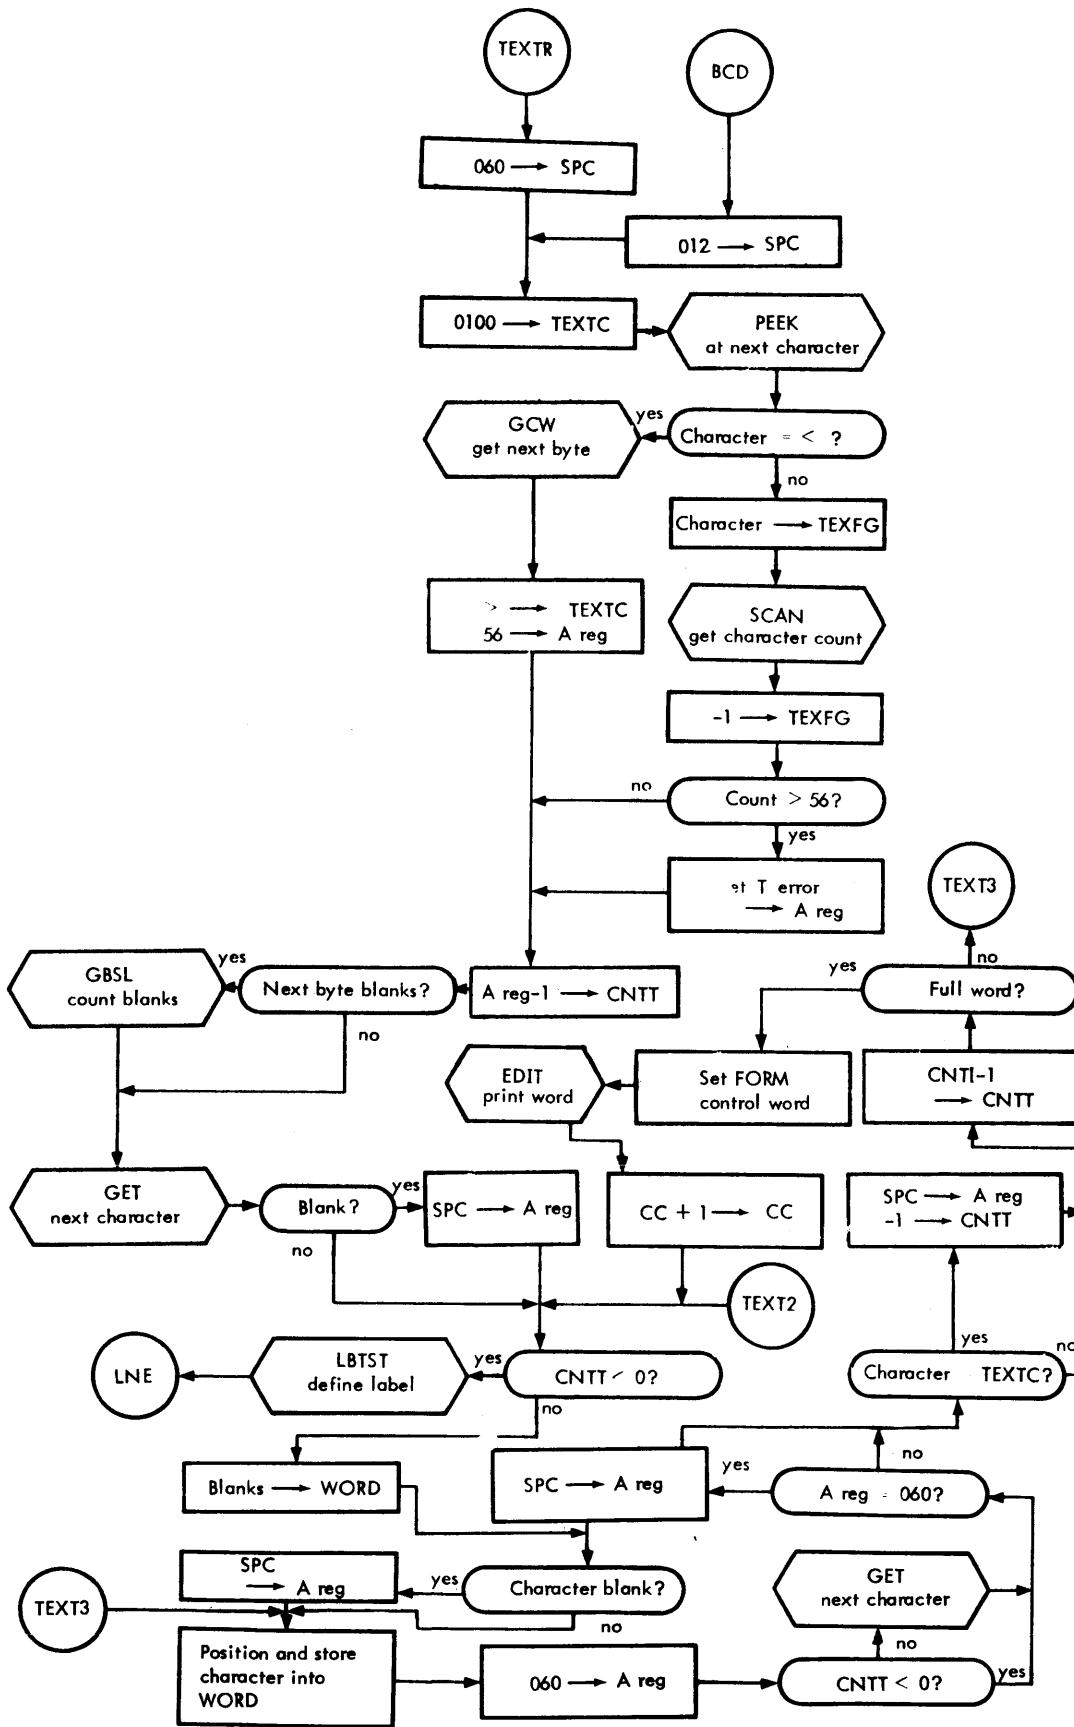 TEXTR
BCD
060 → SPC
012 → SPC
0100 → TEXTC
PEEK
at next character
GCW
get next byte
yes
Character = < ?
no
Character → TEXFG
> → TEXTC
56 → A reg
SCAN
get character count
-1 → TEXFG
no
Count > 56?
yes
et T error
→ A reg
TEXT3
GBSL
count blanks
yes
Next byte blanks?
no
A reg-1 → CNTT
yes
no
Full word?
EDIT
print word
Set FORM
control word
CNTI-1
→ CNTT
GET
next character
Blank?
yes
no
SPC → A reg
CC + 1 → CC
SPC → A reg
-1 → CNTT
TEXT2
LNE
LBTST
define label
yes
CNTT < 0?
no
yes
no
Character TEXTC?
Blanks → WORD
SPC → A reg
yes
no
A reg = 060?
SPC
→ A reg
yes
Character blank?
no
GET
next character
TEXT3
Position and store
character into
WORD
060 → A reg
no
CNTT < 0?
yes